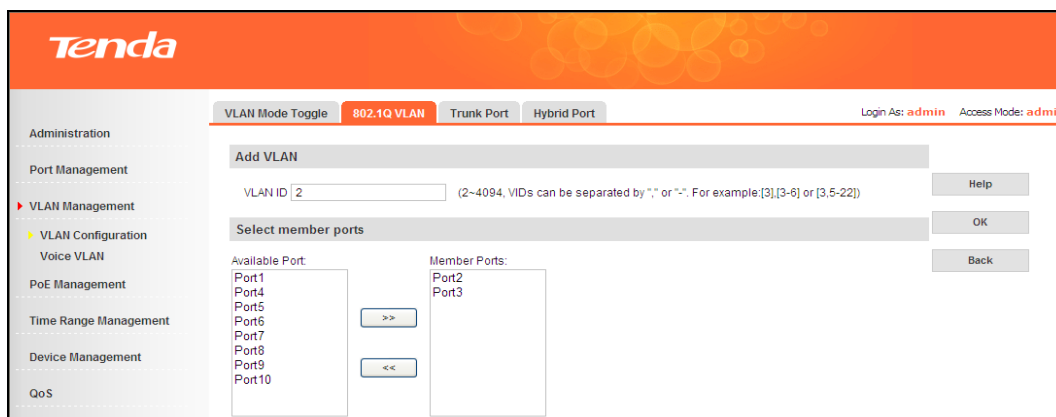 Tenda
VLAN Mode Toggle 802.1Q VLAN Trunk Port Hybrid Port Login As: admin Access Mode: admi
Administration
Port Management
VLAN Management
VLAN Configuration
Voice VLAN
PoE Management
Time Range Management
Device Management
QoS
Add VLAN
VLAN ID 2 (2~4094, VIDs can be separated by "," or "-". For example:[3],[3-6] or [3,5-22])
Select member ports
Available Port:
Port1
Port4
Port5
Port6
Port7
Port8
Port9
Port10
>>
<<
Member Ports:
Port2
Port3
Help
OK
Back